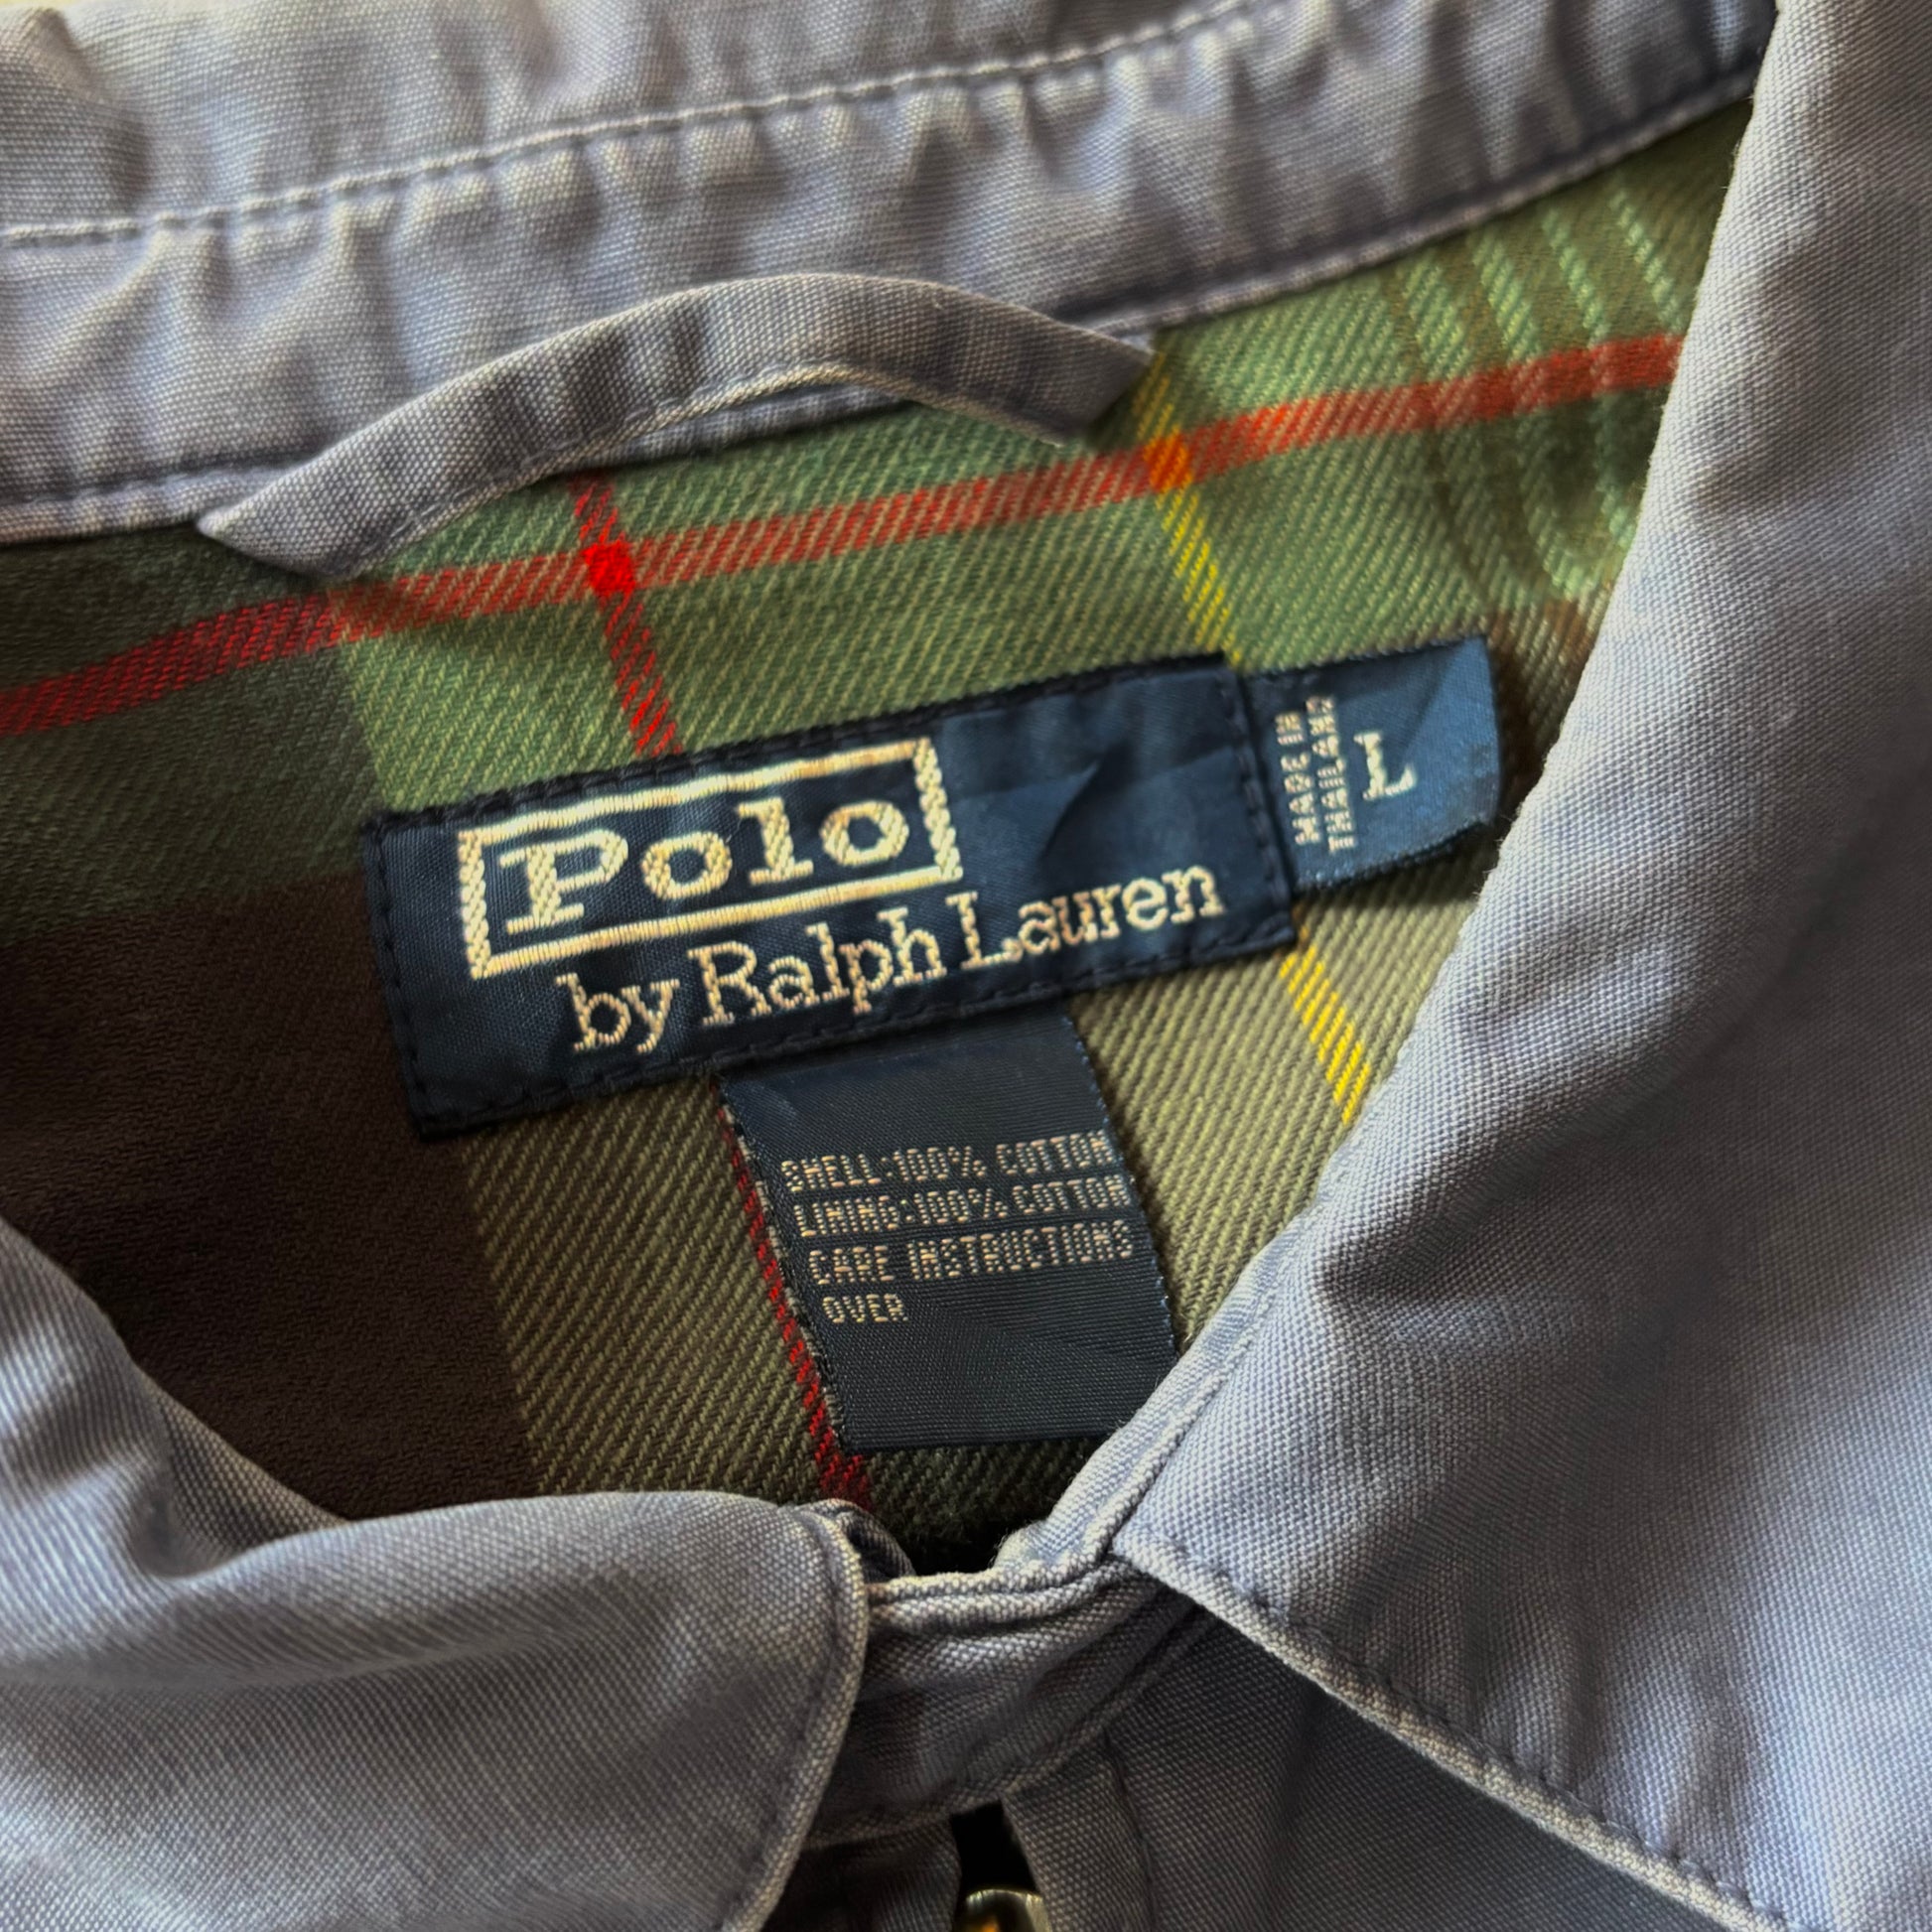 Polo
by Ralph Lauren
MADE IN
THAILAND
L
SHELL:100% COTTON
LINING:100% COTTON
CARE INSTRUCTIONS
OVER